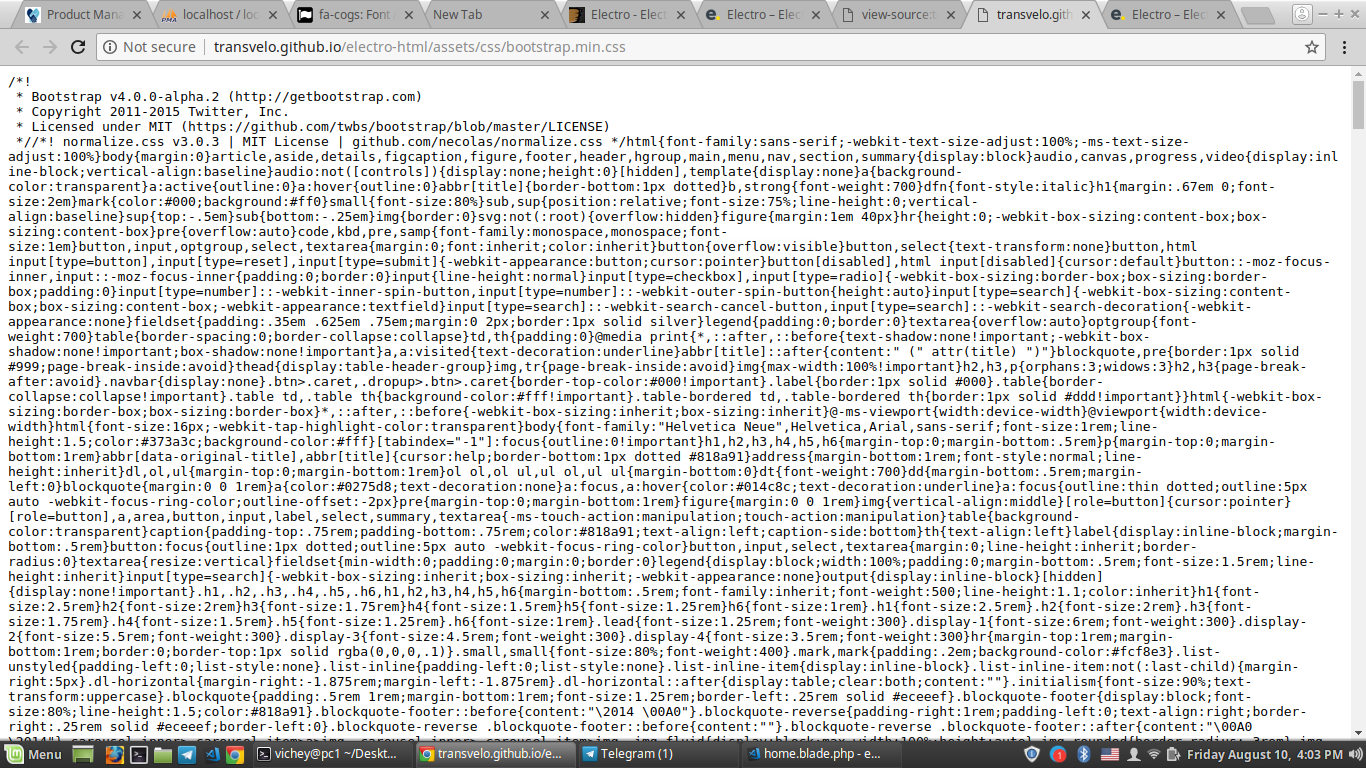 Product Mana
localhost / loc
fa-cogs: Font A
New Tab
Electro - Elect
Electro – Elec
view-source:t
transvelo.gith
Electro – Elec
Not secure transvelo.github.io/electro-html/assets/css/bootstrap.min.css
/*!
* Bootstrap v4.0.0-alpha.2 (http://getbootstrap.com)
* Copyright 2011-2015 Twitter, Inc.
* Licensed under MIT (https://github.com/twbs/bootstrap/blob/master/LICENSE)
*//*! normalize.css v3.0.3 | MIT License | github.com/necolas/normalize.css */html{font-family:sans-serif;-webkit-text-size-adjust:100%;-ms-text-size-
adjust:100%}body{margin:0}article,aside,details,figcaption,figure,footer,header,hgroup,main,menu,nav,section,summary{display:block}audio,canvas,progress,video{display:inl
ine-block;vertical-align:baseline}audio:not([controls]){display:none;height:0}[hidden],template{display:none}a{background-
color:transparent}a:active{outline:0}a:hover{outline:0}abbr[title]{border-bottom:1px dotted}b,strong{font-weight:700}dfn{font-style:italic}h1{margin:.67em 0;font-
size:2em}mark{color:#000;background:#ff0}small{font-size:80%}sub,sup{position:relative;font-size:75%;line-height:0;vertical-
align:baseline}sup{top:-.5em}sub{bottom:-.25em}img{border:0}svg:not(:root){overflow:hidden}figure{margin:1em 40px}hr{height:0;-webkit-box-sizing:content-box;box-
sizing:content-box}pre{overflow:auto}code,kbd,pre,samp{font-family:monospace,monospace;font-
size:1em}button,input,optgroup,select,textarea{margin:0;font:inherit;color:inherit}button{overflow:visible}button,select{text-transform:none}button,html
input[type=button],input[type=reset],input[type=submit]{-webkit-appearance:button;cursor:pointer}button[disabled],html input[disabled]{cursor:default}button::-moz-focus-
inner,input::-moz-focus-inner{padding:0;border:0}input{line-height:normal}input[type=checkbox],input[type=radio]{-webkit-box-sizing:border-box;box-sizing:border-
box;padding:0}input[type=number]::-webkit-inner-spin-button,input[type=number]::-webkit-outer-spin-button{height:auto}input[type=search]{-webkit-box-sizing:content-
box;box-sizing:content-box;-webkit-appearance:textfield}input[type=search]::-webkit-search-cancel-button,input[type=search]::-webkit-search-decoration{-webkit-
appearance:none}fieldset{padding:.35em .625em .75em;margin:0 2px;border:1px solid silver}legend{padding:0;border:0}textarea{overflow:auto}optgroup{font-
weight:700}table{border-spacing:0;border-collapse:collapse}td,th{padding:0}@media print{*,::after,::before{text-shadow:none!important;-webkit-box-
shadow:none!important;box-shadow:none!important}a,a:visited{text-decoration:underline}abbr[title]::after{content:" (" attr(title) ")"}blockquote,pre{border:1px solid
#999;page-break-inside:avoid}thead{display:table-header-group}img,tr{page-break-inside:avoid}img{max-width:100%!important}h2,h3,p{orphans:3;widows:3}h2,h3{page-break-
after:avoid}.navbar{display:none}.btn>.caret,.dropup>.btn>.caret{border-top-color:#000!important}.label{border:1px solid #000}.table{border-
collapse:collapse!important}.table td,.table th{background-color:#fff!important}.table-bordered td,.table-bordered th{border:1px solid #ddd!important}}html{-webkit-box-
sizing:border-box;box-sizing:border-box}*,::after,::before{-webkit-box-sizing:inherit;box-sizing:inherit}@-ms-viewport{width:device-width}@viewport{width:device-
width}html{font-size:16px;-webkit-tap-highlight-color:transparent}body{font-family:"Helvetica Neue",Helvetica,Arial,sans-serif;font-size:1rem;line-
height:1.5;color:#373a3c;background-color:#fff}[tabindex="-1"]:focus{outline:0!important}h1,h2,h3,h4,h5,h6{margin-top:0;margin-bottom:.5rem}p{margin-top:0;margin-
bottom:1rem}abbr[data-original-title],abbr[title]{cursor:help;border-bottom:1px dotted #818a91}address{margin-bottom:1rem;font-style:normal;line-
height:inherit}dl,ol,ul{margin-top:0;margin-bottom:1rem}ol ol,ol ul,ul ol,ul ul{margin-bottom:0}dt{font-weight:700}dd{margin-bottom:.5rem;margin-
left:0}blockquote{margin:0 0 1rem}a{color:#0275d8;text-decoration:none}a:focus,a:hover{color:#014c8c;text-decoration:underline}a:focus{outline:thin dotted;outline:5px
auto -webkit-focus-ring-color;outline-offset:-2px}pre{margin-top:0;margin-bottom:1rem}figure{margin:0 0 1rem}img{vertical-align:middle}[role=button]{cursor:pointer}
[role=button],a,area,button,input,label,select,summary,textarea{-ms-touch-action:manipulation;touch-action:manipulation}table{background-
color:transparent}caption{padding-top:.75rem;padding-bottom:.75rem;color:#818a91;text-align:left;caption-side:bottom}th{text-align:left}label{display:inline-block;margin-
bottom:.5rem}button:focus{outline:1px dotted;outline:5px auto -webkit-focus-ring-color}button,input,select,textarea{margin:0;line-height:inherit;border-
radius:0}textarea{resize:vertical}fieldset{min-width:0;padding:0;margin:0;border:0}legend{display:block;width:100%;padding:0;margin-bottom:.5rem;font-size:1.5rem;line-
height:inherit}input[type=search]{-webkit-box-sizing:inherit;box-sizing:inherit;-webkit-appearance:none}output{display:inline-block}[hidden]
{display:none!important}.h1,.h2,.h3,.h4,.h5,.h6,h1,h2,h3,h4,h5,h6{margin-bottom:.5rem;font-family:inherit;font-weight:500;line-height:1.1;color:inherit}h1{font-
size:2.5rem}h2{font-size:2rem}h3{font-size:1.75rem}h4{font-size:1.5rem}h5{font-size:1.25rem}h6{font-size:1rem}.h1{font-size:2.5rem}.h2{font-size:2rem}.h3{font-
size:1.75rem}.h4{font-size:1.5rem}.h5{font-size:1.25rem}.h6{font-size:1rem}.lead{font-size:1.25rem;font-weight:300}.display-1{font-size:6rem;font-weight:300}.display-
2{font-size:5.5rem;font-weight:300}.display-3{font-size:4.5rem;font-weight:300}.display-4{font-size:3.5rem;font-weight:300}hr{margin-top:1rem;margin-
bottom:1rem;border:0;border-top:1px solid rgba(0,0,0,.1)}.small,small{font-size:80%;font-weight:400}.mark,mark{padding:.2em;background-color:#fcf8e3}.list-
unstyled{padding-left:0;list-style:none}.list-inline{padding-left:0;list-style:none}.list-inline-item{display:inline-block}.list-inline-item:not(:last-child){margin-
right:5px}.dl-horizontal{margin-right:-1.875rem;margin-left:-1.875rem}.dl-horizontal::after{display:table;clear:both;content:""}.initialism{font-size:90%;text-
transform:uppercase}.blockquote{padding:.5rem 1rem;margin-bottom:1rem;font-size:1.25rem;border-left:.25rem solid #eceeef}.blockquote-footer{display:block;font-
size:80%;line-height:1.5;color:#818a91}.blockquote-footer::before{content:"\2014 \00A0"}.blockquote-reverse{padding-right:1rem;padding-left:0;text-align:right;border-
right:.25rem solid #eceeef;border-left:0}.blockquote-reverse .blockquote-footer::before{content:""}.blockquote-reverse .blockquote-footer::after{content:"\00A0
Menu
vichey@pc1 ~/Deskt...
transvelo.github.io/e...
Telegram (1)
home.blade.php - e...
1
Friday August 10, 4:03 PM